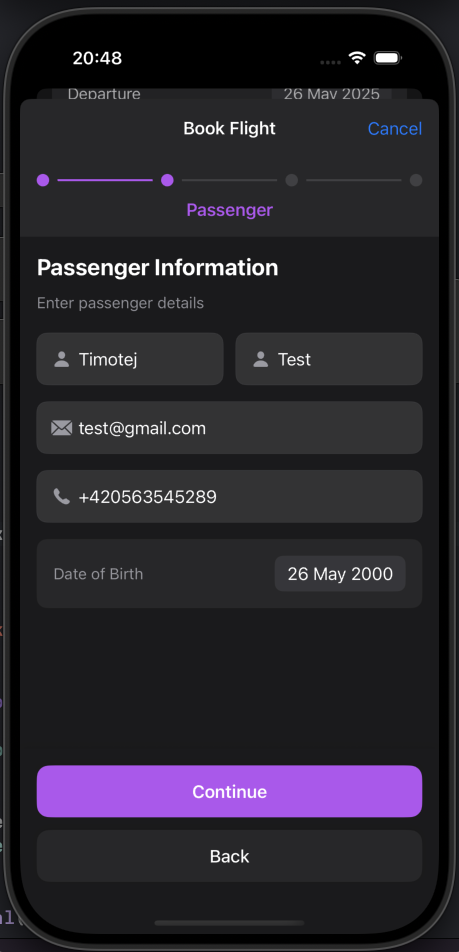 20:48
Departure 26 May 2025
Book Flight Cancel
Passenger
Passenger Information
Enter passenger details
Timotej Test
test@gmail.com
+420563545289
Date of Birth 26 May 2000
Continue
Back